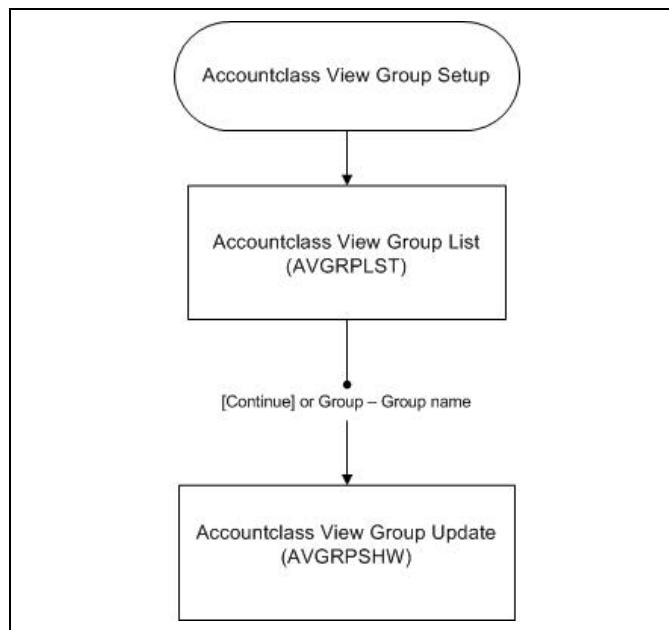 Accountclass View Group Setup
Accountclass View Group List
(AVGRPLST)
[Continue] or Group – Group name
Accountclass View Group Update
(AVGRPSHW)